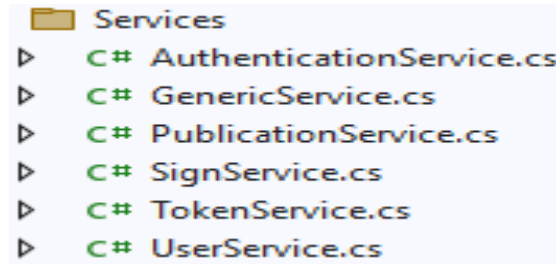 Services
C# AuthenticationService.cs
C# GenericService.cs
C# PublicationService.cs
C# SignService.cs
C# TokenService.cs
C# UserService.cs